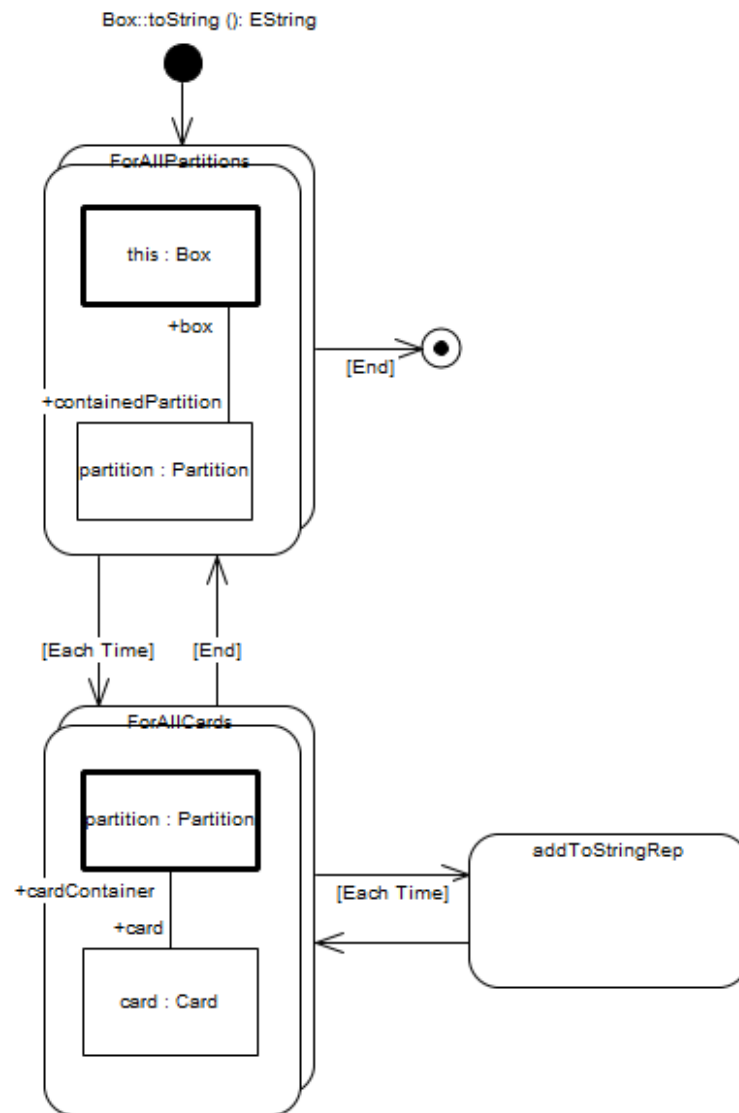 Box::toString (): EString
ForAllPartitions
this : Box
+box
[End]
+containedPartition
partition : Partition
[Each Time]
[End]
ForAllCards
partition : Partition
addToStringRep
+cardContainer
[Each Time]
+card
card : Card